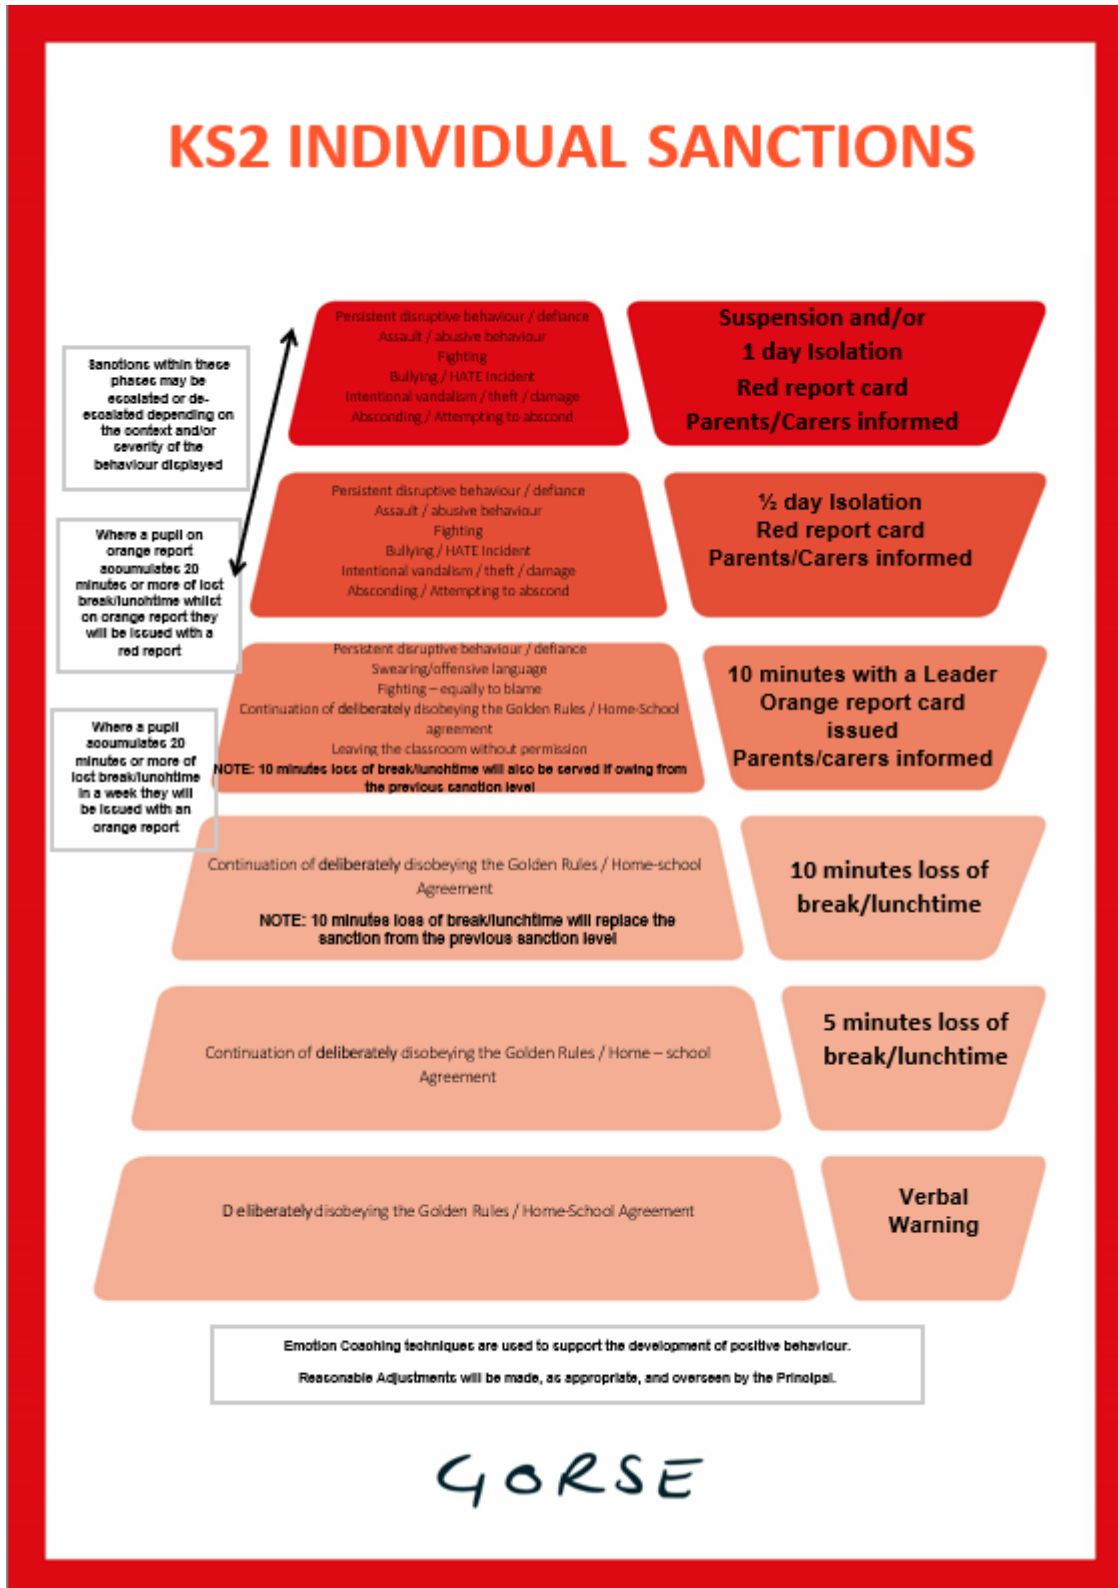 KS2 INDIVIDUAL SANCTIONS
Persistent disruptive behaviour / defiance
Assault / abusive behaviour
Fighting
Bullying / HATE Incident
Intentional vandalism / theft / damage
Absconding / Attempting to abscond
Suspension and/or
1 day Isolation
Red report card
Parents/Carers informed
Sanctions within these
phases may be
escalated or de-
escalated depending on
the context and/or
severity of the
behaviour displayed
Persistent disruptive behaviour / defiance
Assault / abusive behaviour
Fighting
Bullying / HATE Incident
Intentional vandalism / theft / damage
Absconding / Attempting to abscond
½ day Isolation
Red report card
Parents/Carers informed
Where a pupil on
orange report
accumulates 20
minutes or more of lost
break/lunchtime whilst
on orange report they
will be issued with a
red report
Persistent disruptive behaviour / defiance
Swearing/offensive language
Fighting – equally to blame
Continuation of deliberately disobeying the Golden Rules / Home-School
agreement
Leaving the classroom without permission
NOTE: 10 minutes loss of break/lunchtime will also be served if owing from
the previous sanction level
10 minutes with a Leader
Orange report card
issued
Parents/carers informed
Where a pupil
accumulates 20
minutes or more of
lost break/lunchtime
in a week they will
be issued with an
orange report
Continuation of deliberately disobeying the Golden Rules / Home-school
Agreement
NOTE: 10 minutes loss of break/lunchtime will replace the
sanction from the previous sanction level
10 minutes loss of
break/lunchtime
Continuation of deliberately disobeying the Golden Rules / Home – school
Agreement
5 minutes loss of
break/lunchtime
Deliberately disobeying the Golden Rules / Home-School Agreement
Verbal
Warning
Emotion Coaching techniques are used to support the development of positive behaviour.
Reasonable Adjustments will be made, as appropriate, and overseen by the Principal.
GORSE